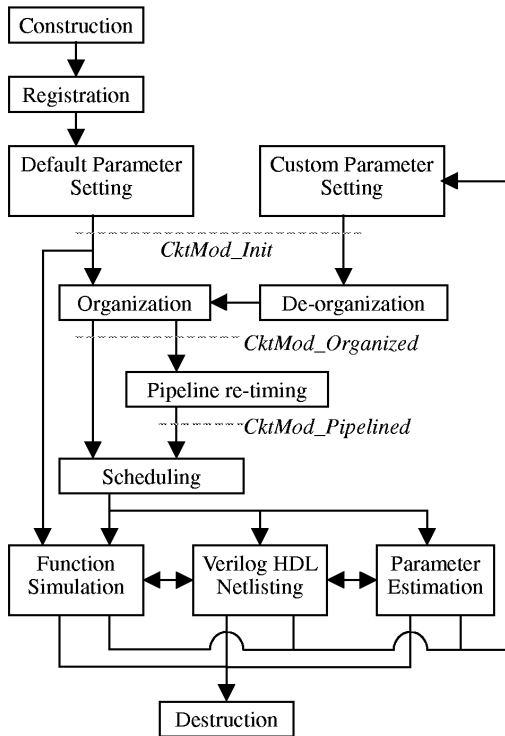 Construction
Registration
Default Parameter
Setting
Custom Parameter
Setting
CktMod_Init
Organization
De-organization
CktMod_Organized
Pipeline re-timing
CktMod_Pipelined
Scheduling
Function
Simulation
Verilog HDL
Netlisting
Parameter
Estimation
Destruction